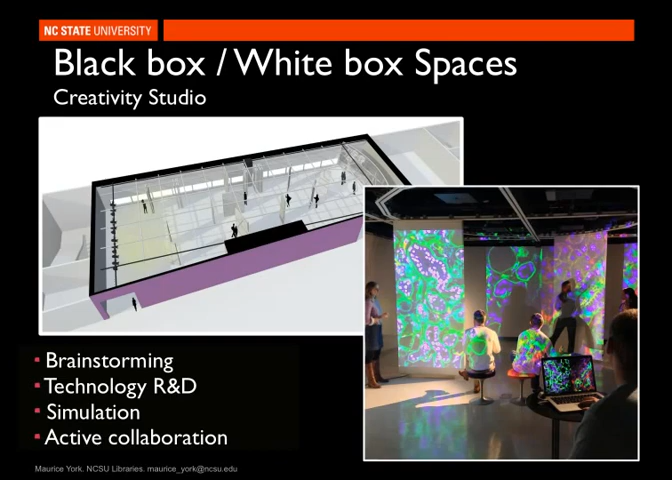 NC STATE UNIVERSITY
Black box / White box Spaces
Creativity Studio
Brainstorming
Technology R&D
Simulation
Active collaboration
Maurice York. NCSU Libraries. maurice_york@ncsu.edu